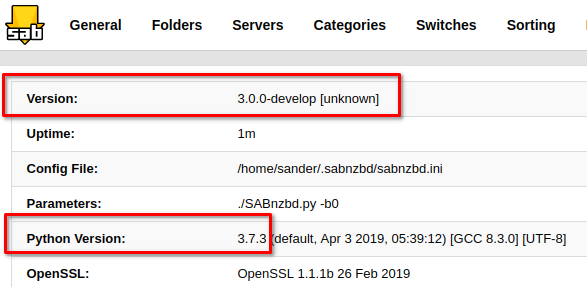 sab
General Folders Servers Categories Switches Sorting
Version: 3.0.0-develop [unknown]
Uptime: 1m
Config File: /home/sander/.sabnzbd/sabnzbd.ini
Parameters: ./SABnzbd.py -b0
Python Version: 3.7.3 (default, Apr 3 2019, 05:39:12) [GCC 8.3.0] [UTF-8]
OpenSSL: OpenSSL 1.1.1b 26 Feb 2019